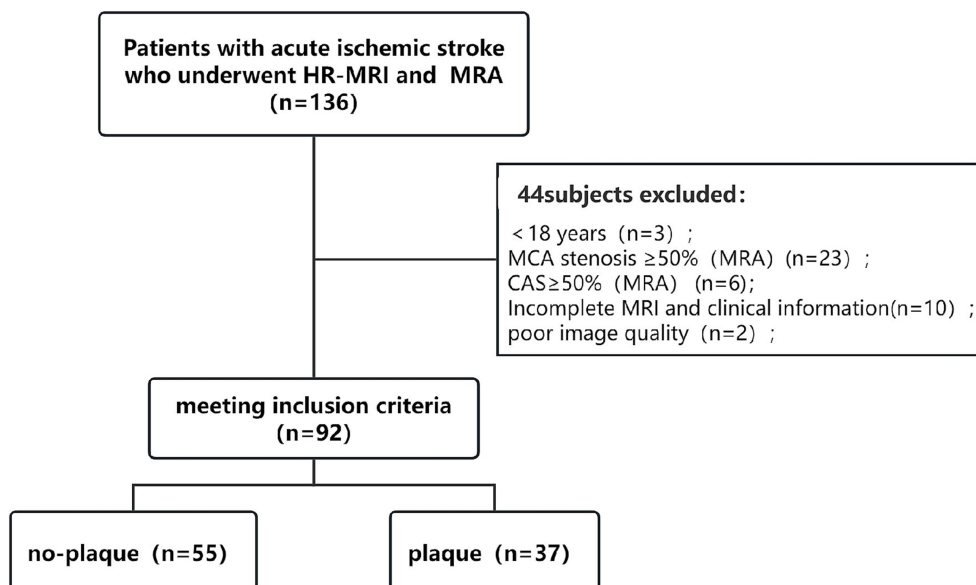 Patients with acute ischemic stroke
who underwent HR-MRI and MRA
(n=136)
44subjects excluded：
<18 years (n=3) ;
MCA stenosis ≥50% (MRA) (n=23) ;
CAS≥50% (MRA) (n=6);
Incomplete MRI and clinical information(n=10) ;
poor image quality (n=2) ;
meeting inclusion criteria
(n=92)
no-plaque (n=55)
plaque (n=37)